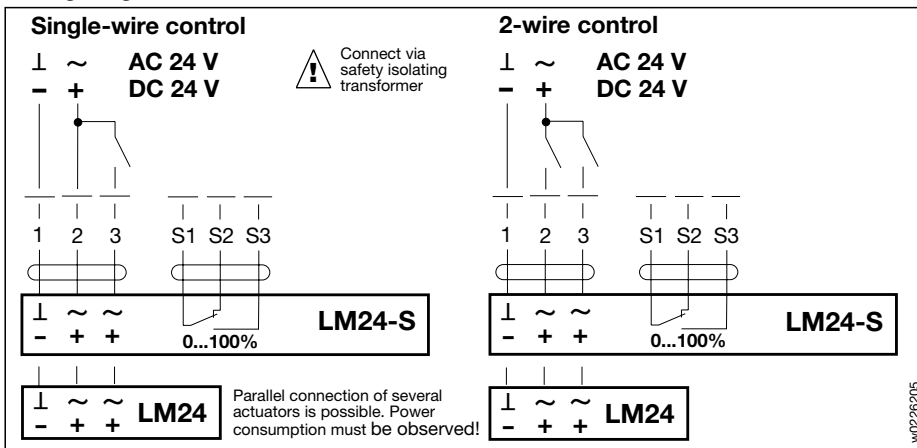 Single-wire control
⊥ ~ AC 24 V
– + DC 24 V
! Connect via
safety isolating
transformer
1 2 3 S1 S2 S3
⊥ ~ ~ LM24-S
– + + 0...100%
⊥ ~ ~ LM24
– + +
Parallel connection of several
actuators is possible. Power
consumption must be observed!
2-wire control
⊥ ~ AC 24 V
– + DC 24 V
1 2 3 S1 S2 S3
⊥ ~ ~ LM24-S
– + + 0...100%
⊥ ~ ~ LM24
– + +
w0226205